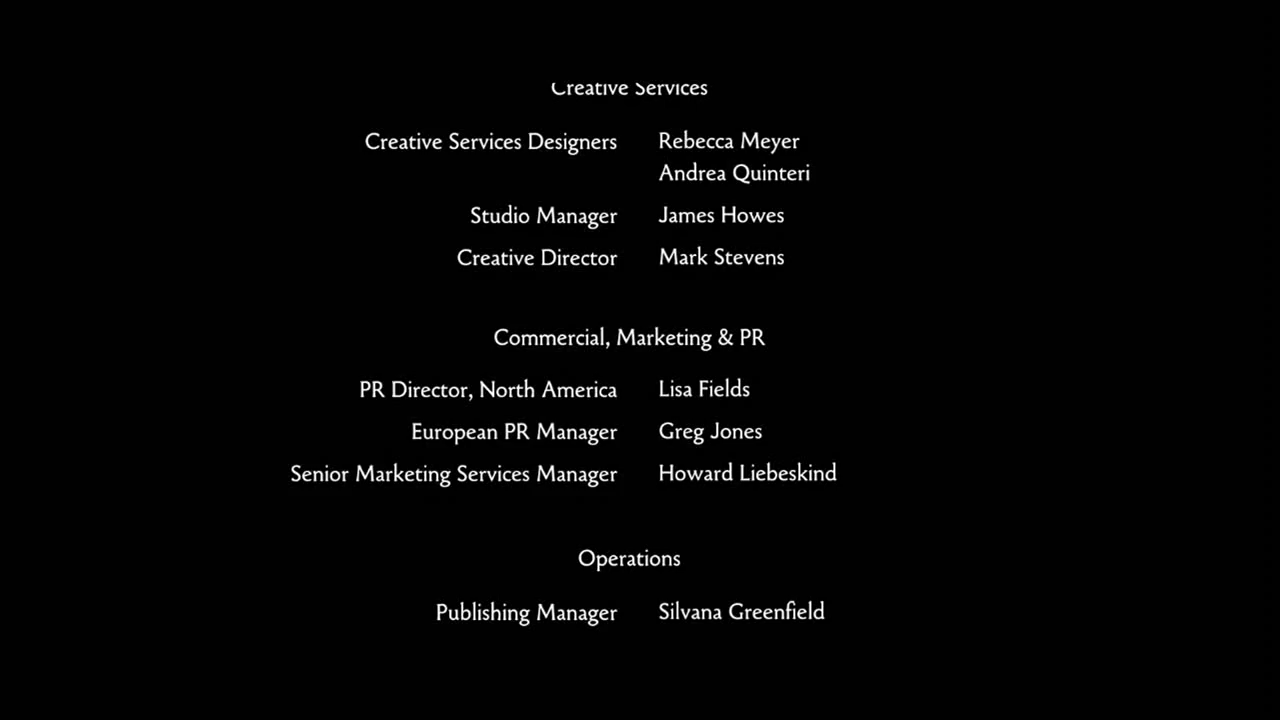 Creative Services
Creative Services Designers Rebecca Meyer
Andrea Quinteri
Studio Manager James Howes
Creative Director Mark Stevens
Commercial, Marketing & PR
PR Director, North America Lisa Fields
European PR Manager Greg Jones
Senior Marketing Services Manager Howard Liebeskind
Operations
Publishing Manager Silvana Greenfield